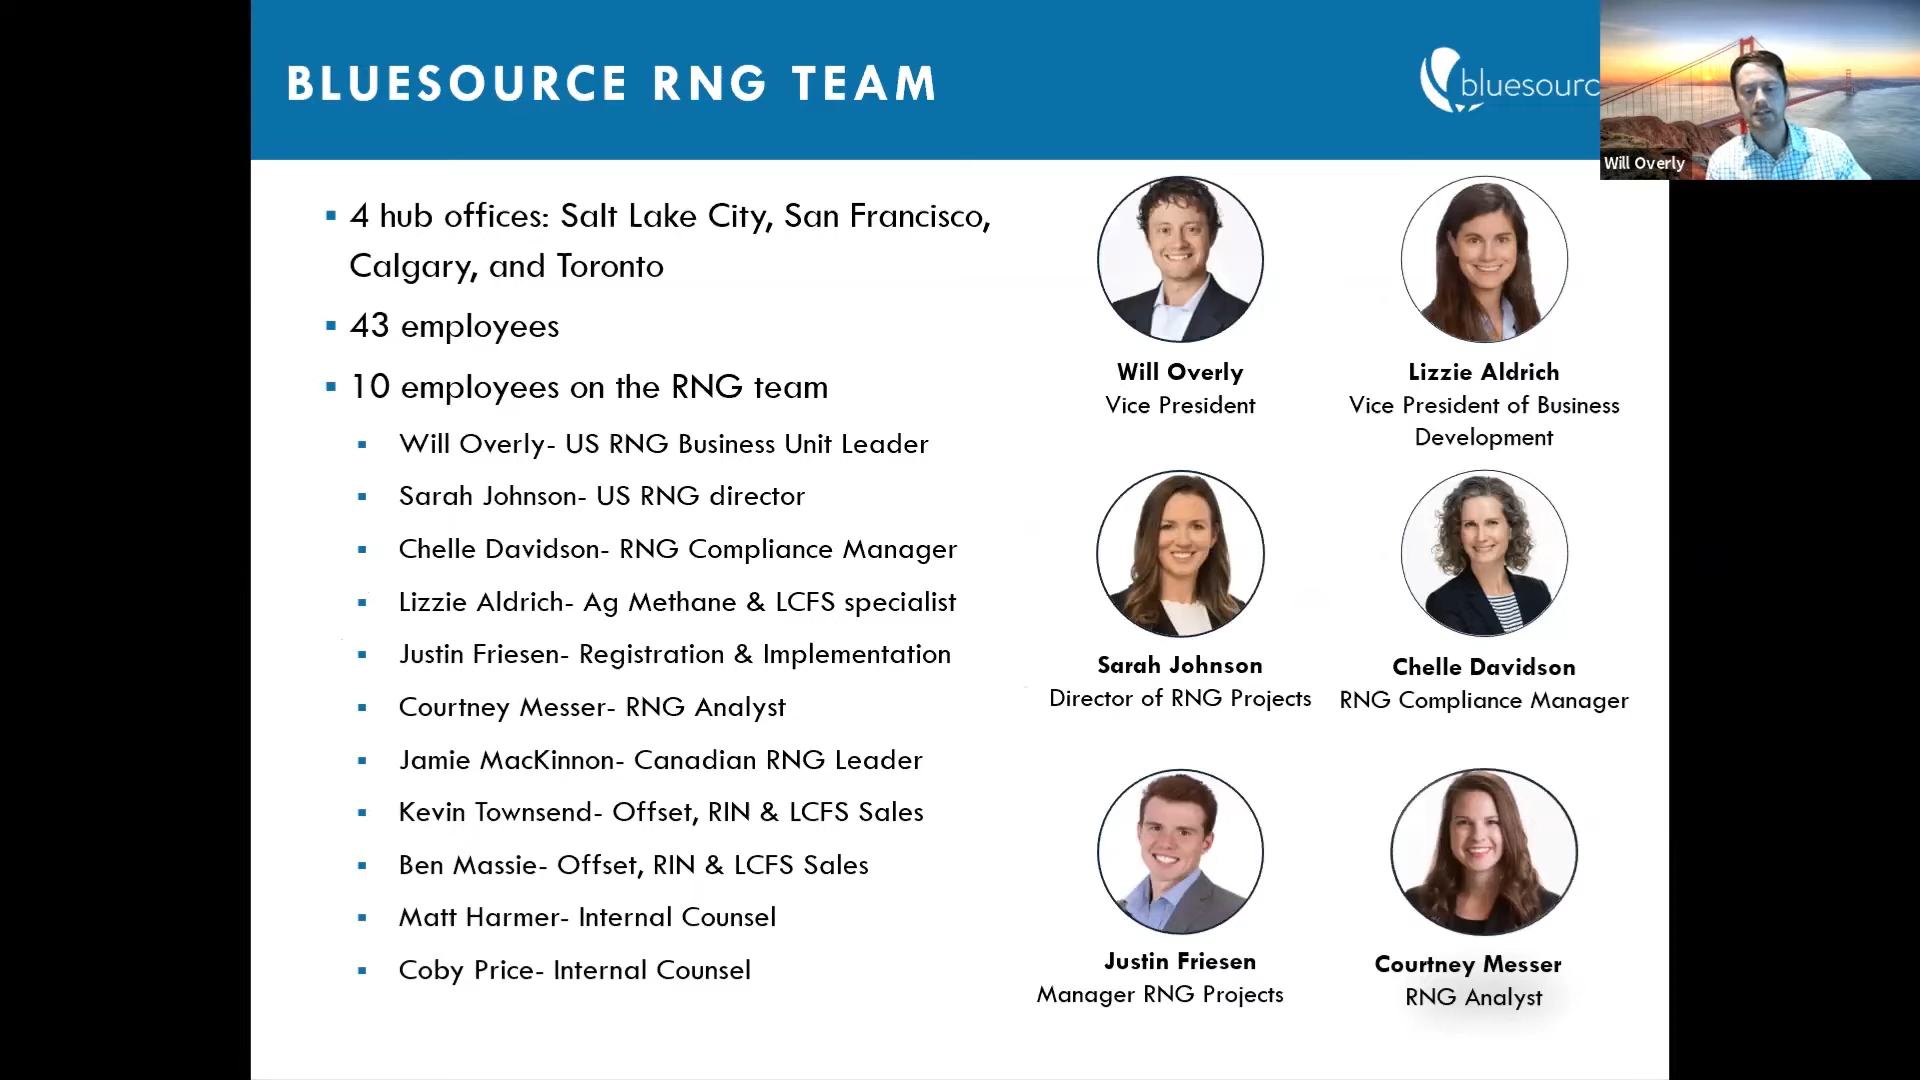 BLUESOURCE RNG TEAM
bluesourc
Will Overly
▪ 4 hub offices: Salt Lake City, San Francisco,
Calgary, and Toronto
▪ 43 employees
▪ 10 employees on the RNG team
▪ Will Overly- US RNG Business Unit Leader
▪ Sarah Johnson- US RNG director
▪ Chelle Davidson- RNG Compliance Manager
▪ Lizzie Aldrich- Ag Methane & LCFS specialist
▪ Justin Friesen- Registration & Implementation
▪ Courtney Messer- RNG Analyst
▪ Jamie MacKinnon- Canadian RNG Leader
▪ Kevin Townsend- Offset, RIN & LCFS Sales
▪ Ben Massie- Offset, RIN & LCFS Sales
▪ Matt Harmer- Internal Counsel
▪ Coby Price- Internal Counsel
Will Overly
Vice President
Lizzie Aldrich
Vice President of Business
Development
Sarah Johnson
Director of RNG Projects
Chelle Davidson
RNG Compliance Manager
Justin Friesen
Manager RNG Projects
Courtney Messer
RNG Analyst